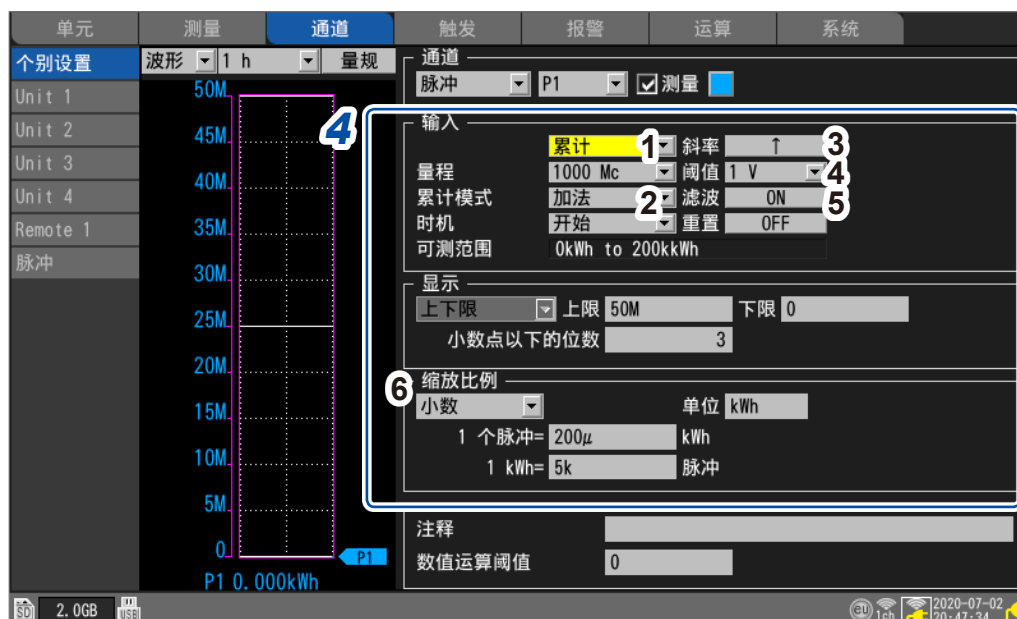 单元 测量 通道 触发 报警 运算 系统
个别设置
Unit 1
Unit 2
Unit 3
Unit 4
Remote 1
脉冲
波形 1 h 量规
50M
45M
40M
35M
30M
25M
20M
15M
10M
5M
0
P1
P1 0.000kWh
通道
脉冲 P1 测量
4
输入
累计 1 斜率 ↑ 3
量程 1000 Mc 阈值 1 V 4
累计模式 加法 2 滤波 ON 5
时机 开始 重置 OFF
可测范围 0kWh to 200kkWh
显示
上下限 上限 50M 下限 0
小数点以下的位数 3
6 缩放比例
小数 单位 kWh
1 个脉冲= 200μ kWh
1 kWh= 5k 脉冲
注释
数值运算阈值 0
SD 2.0GB USB EU 1ch 2020-07-02
20:47:34